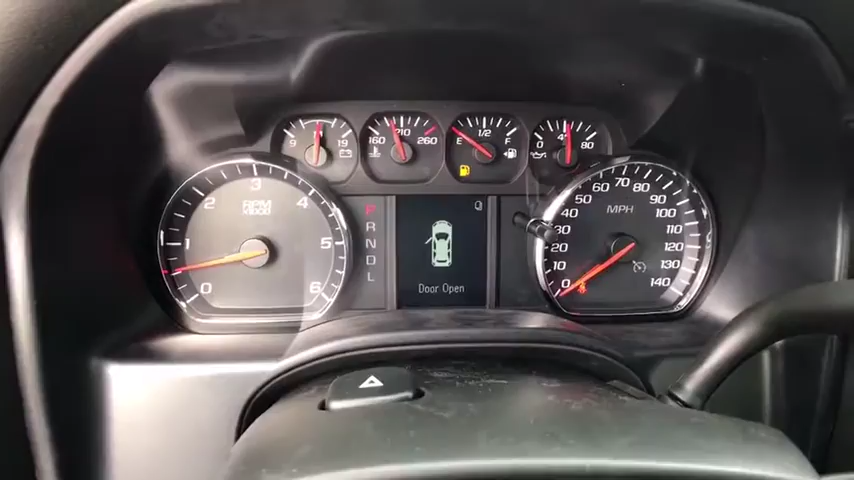 9 19
160 210 260
E 1/2 F
0 40 80
RPM
x1000
0 1 2 3 4 5 6
P
R
N
D
L
Door Open
MPH
0 10 20 30 40 50 60 70 80 90 100 110 120 130 140